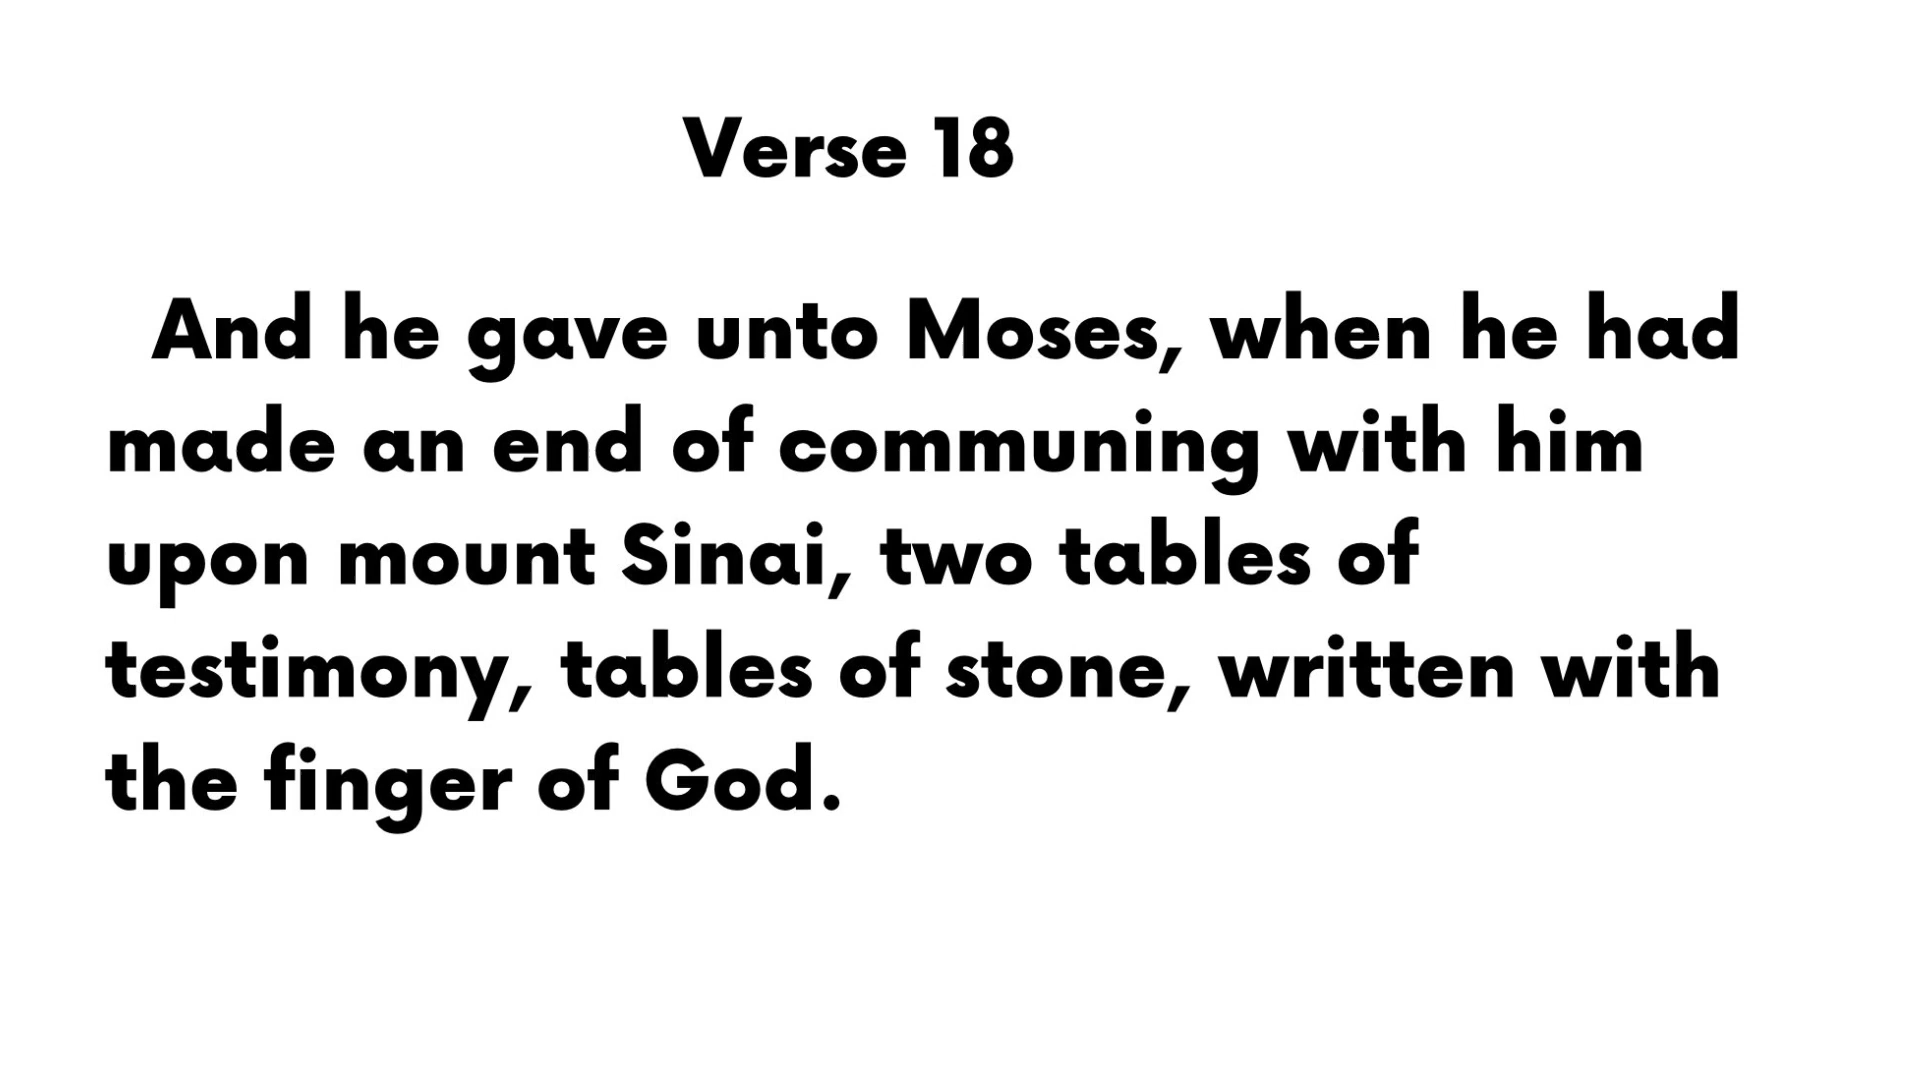 Verse 18
And he gave unto Moses, when he had
made an end of communing with him
upon mount Sinai, two tables of
testimony, tables of stone, written with
the finger of God.